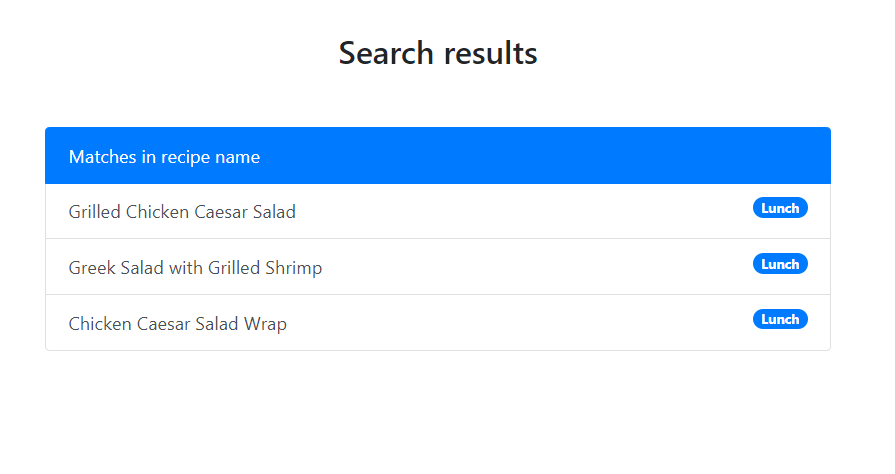 Search results
Matches in recipe name
Grilled Chicken Caesar Salad Lunch
Greek Salad with Grilled Shrimp Lunch
Chicken Caesar Salad Wrap Lunch